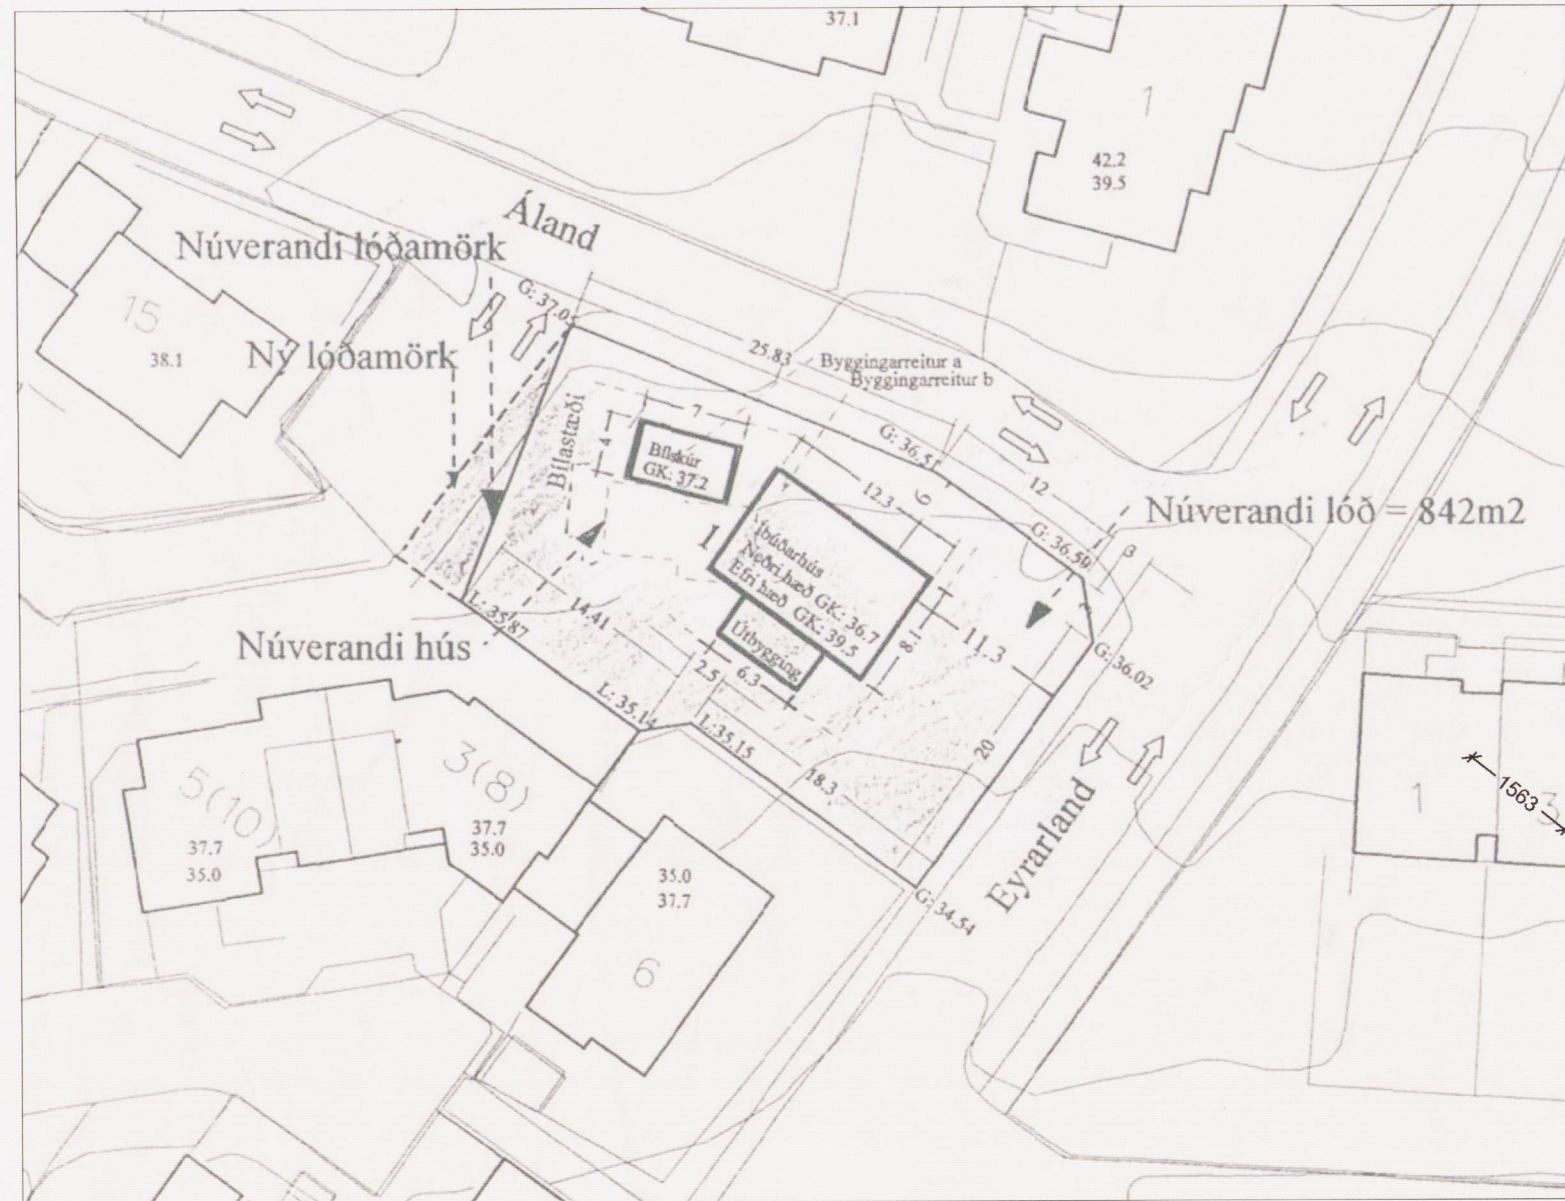 37.1
1
42.2
39.5
Áland
Núverandi lóðamörk
G: 37.05
15
38.1
Ný lóðamörk
25.83
Byggingarreitur a
Byggingarreitur b
Bílastæði
7
4
Bílskúr
GK: 37.2
G: 36.51
12
12.3
6
G: 36.59
3
Núverandi lóð = 842m2
1
Íbúðarhús
Neðri hæð GK: 36.7
Efri hæð GK: 39.5
Útbygging
8.1
11.3
G: 36.02
L: 35.87
14.41
Núverandi hús
2.5
6.3
L: 35.14
L:35.15
18.3
20
Eyrarland
G: 34.54
5(10)
37.7
35.0
3(8)
37.7
35.0
35.0
37.7
6
1
1563
3